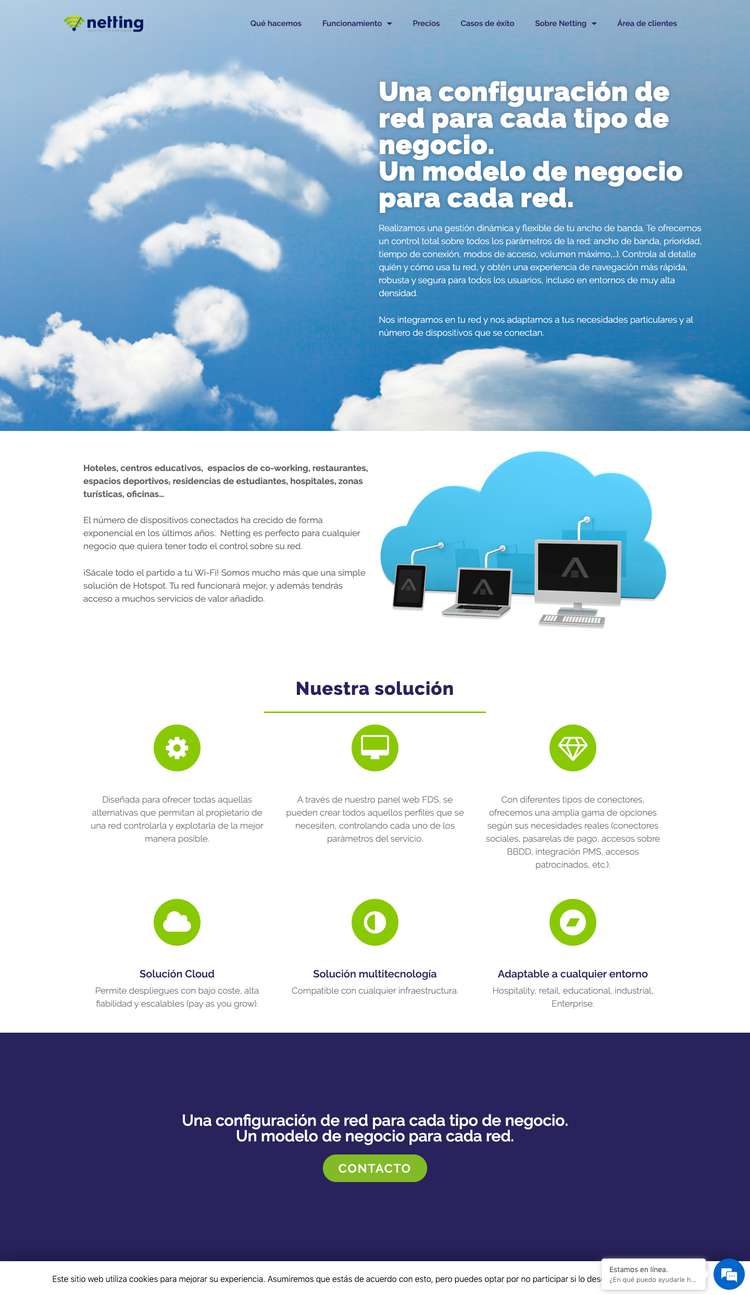 netting
Qué hacemos
Funcionamiento
Precios
Casos de éxito
Sobre Netting
Área de clientes
Una configuración de
red para cada tipo de
negocio.
Un modelo de negocio
para cada red.
Realizamos una gestión dinámica y flexible de tu ancho de banda. Te ofrecemos
un control total sobre todos los parámetros de la red: ancho de banda, prioridad,
tiempo de conexión, modos de acceso, volumen máximo,..). Controla al detalle
quién y cómo usa tu red, y obtén una experiencia de navegación más rápida,
robusta y segura para todos los usuarios, incluso en entornos de muy alta
densidad.
Nos integramos en tu red y nos adaptamos a tus necesidades particulares y al
número de dispositivos que se conectan.
Hoteles, centros educativos, espacios de co-working, restaurantes,
espacios deportivos, residencias de estudiantes, hospitales, zonas
turísticas, oficinas...
El número de dispositivos conectados ha crecido de forma
exponencial en los últimos años. Netting es perfecto para cualquier
negocio que quiera tener todo el control sobre su red.
¡Sácale todo el partido a tu Wi-Fi! Somos mucho más que una simple
solución de Hotspot. Tu red funcionará mejor, y además tendrás
acceso a muchos servicios de valor añadido.
Nuestra solución
Diseñada para ofrecer todas aquellas
alternativas que permitan al propietario de
una red controlarla y explotarla de la mejor
manera posible.
A través de nuestro panel web FDS, se
pueden crear todos aquellos perfiles que se
necesiten, controlando cada uno de los
parámetros del servicio.
Con diferentes tipos de conectores,
ofrecemos una amplia gama de opciones
según sus necesidades reales (conectores
sociales, pasarelas de pago, accesos sobre
BBDD, integración PMS, accesos
patrocinados, etc.).
Solución Cloud
Permite despliegues con bajo coste, alta
fiabilidad y escalables (pay as you grow).
Solución multitecnología
Compatible con cualquier infraestructura.
Adaptable a cualquier entorno
Hospitality, retail, educational, industrial,
Enterprise.
Una configuración de red para cada tipo de negocio.
Un modelo de negocio para cada red.
CONTACTO
Este sitio web utiliza cookies para mejorar su experiencia. Asumiremos que estás de acuerdo con esto, pero puedes optar por no participar si lo des
Estamos en línea.
¿En qué puedo ayudarle h...